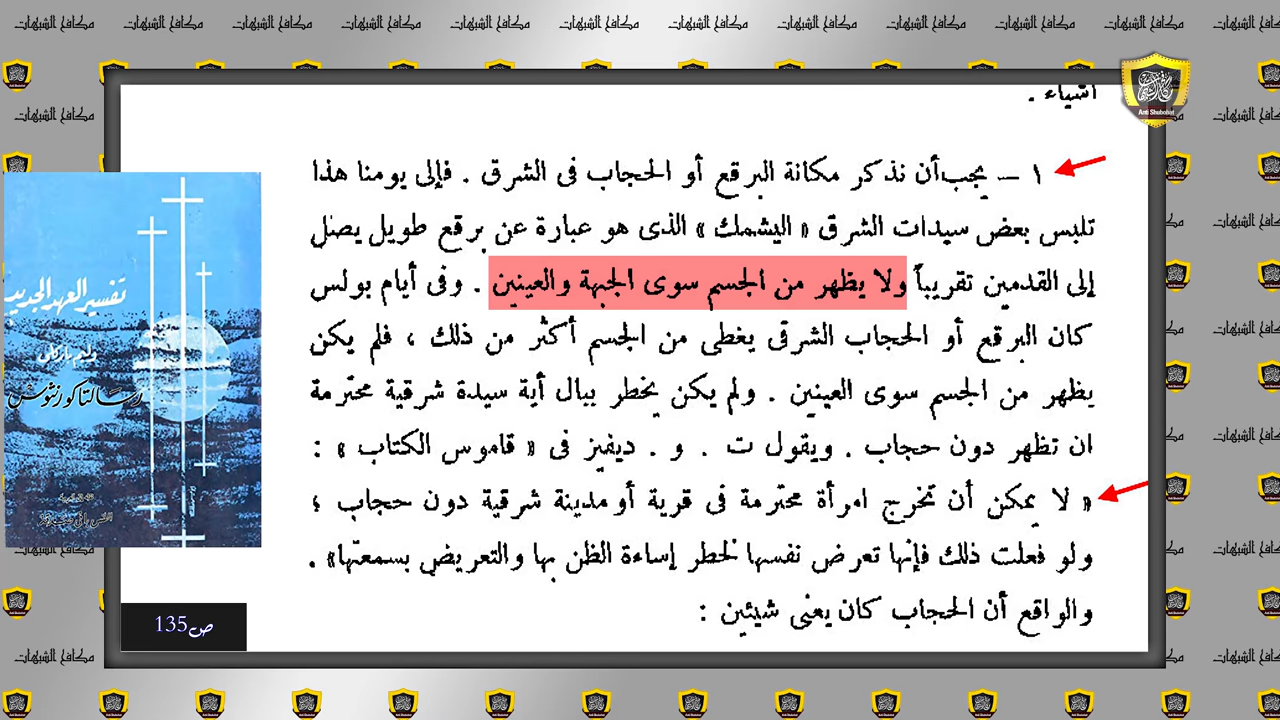 مكافح الشبهات
Anti Shubohat
أشياء .
١ – يجب أن نذكر مكانة البرقع أو الحجاب فى الشرق . فإلى يومنا هذا
تلبس بعض سيدات الشرق « اليشمك » الذى هو عبارة عن برقع طويل يصل
إلى القدمين تقريباً ولا يظهر من الجسم سوى الجبهة والعينين . وفى أيام بولس
كان البرقع أو الحجاب الشرقى يغطى من الجسم أكثر من ذلك ، فلم يكن
يظهر من الجسم سوى العينين . ولم يكن يخطر ببال أية سيدة شرقية محترمة
ان تظهر دون حجاب . ويقول ت . و . ديفيز فى « قاموس الكتاب » :
« لا يمكن أن تخرج امرأة محترمة فى قرية أو مدينة شرقية دون حجاب ؛
ولو فعلت ذلك فإنها تعرض نفسها لخطر إساءة الظن بها والتعريض بسمعتها» .
والواقع أن الحجاب كان يعنى شيئين :
تفسير العهد الجديد
وليم باركلى
رسالتا كورنثوس
ص135